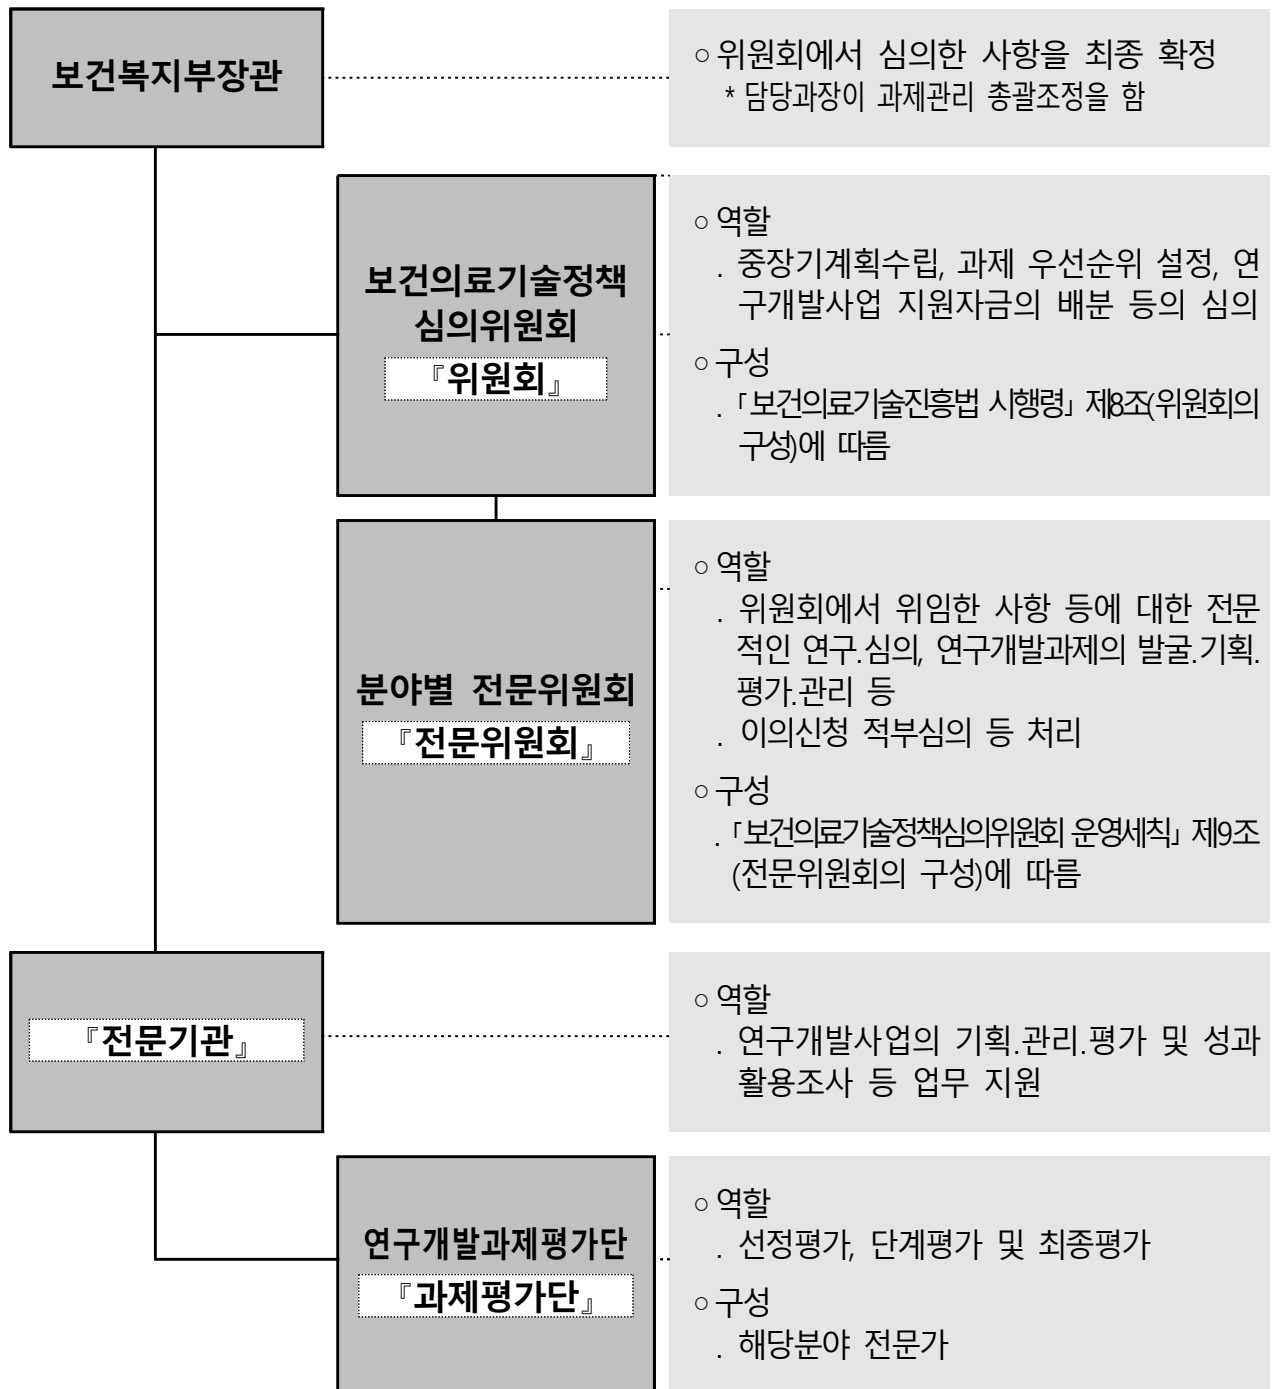 보건복지부장관
○ 위원회에서 심의한 사항을 최종 확정
* 담당과장이 과제관리 총괄조정을 함
보건의료기술정책
심의위원회
『위원회』
○ 역할
. 중장기계획수립, 과제 우선순위 설정, 연
구개발사업 지원자금의 배분 등의 심의
○ 구성
. 「보건의료기술진흥법 시행령」 제8조(위원회의
구성)에 따름
분야별 전문위원회
『전문위원회』
○ 역할
. 위원회에서 위임한 사항 등에 대한 전문
적인 연구.심의, 연구개발과제의 발굴.기획.
평가.관리 등
. 이의신청 적부심의 등 처리
○ 구성
. 「보건의료기술정책심의위원회 운영세칙」 제9조
(전문위원회의 구성)에 따름
『전문기관』
○ 역할
. 연구개발사업의 기획.관리.평가 및 성과
활용조사 등 업무 지원
연구개발과제평가단
『과제평가단』
○ 역할
. 선정평가, 단계평가 및 최종평가
○ 구성
. 해당분야 전문가